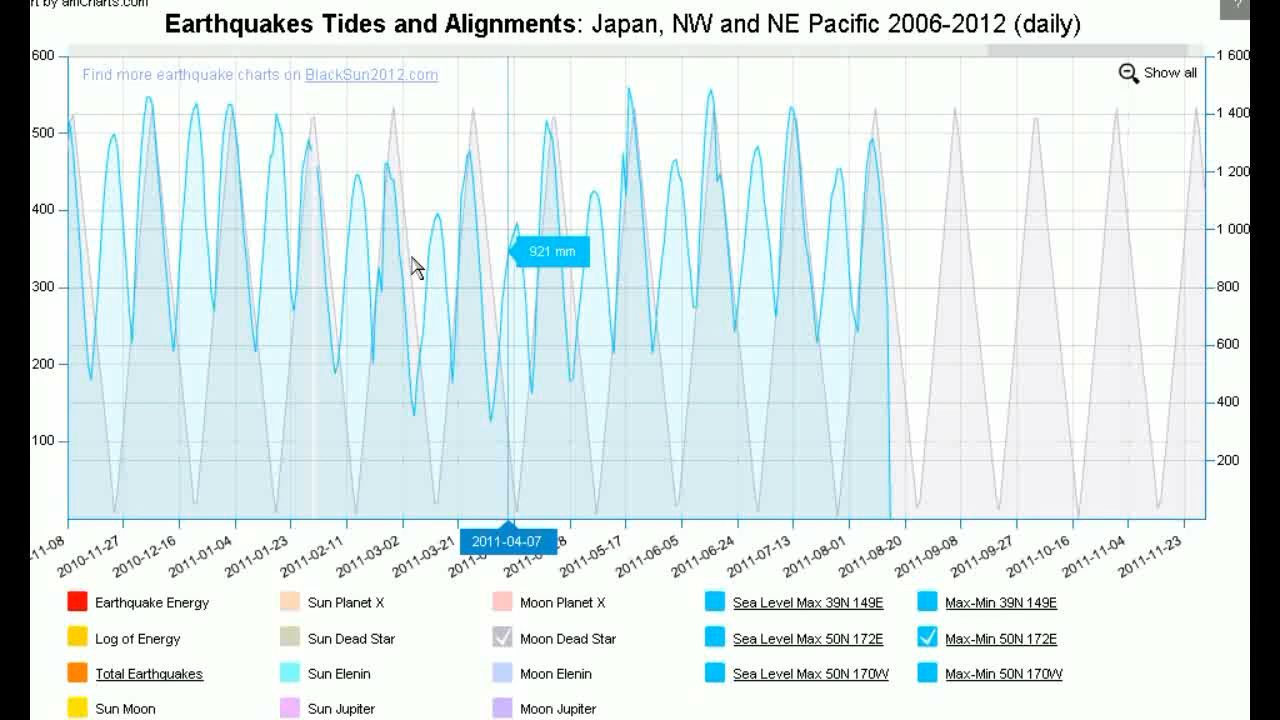 rt by amCharts.com
?
Earthquakes Tides and Alignments: Japan, NW and NE Pacific 2006-2012 (daily)
600 1 600
Find more earthquake charts on BlackSun2012.com
Show all
500 1 400
1 200
400 1 000
921 mm
300 800
600
200
400
100
200
-11-08 2010-11-27 2010-12-16 2011-01-04 2011-01-23 2011-02-11 2011-03-02 2011-03-21 2011-04-07 2011-05-17 2011-06-05 2011-06-24 2011-07-13 2011-08-01 2011-08-20 2011-09-08 2011-09-27 2011-10-16 2011-11-04 2011-11-23
Earthquake Energy Sun Planet X Moon Planet X Sea Level Max 39N 149E Max-Min 39N 149E
Log of Energy Sun Dead Star Moon Dead Star Sea Level Max 50N 172E Max-Min 50N 172E
Total Earthquakes Sun Elenin Moon Elenin Sea Level Max 50N 170W Max-Min 50N 170W
Sun Moon Sun Jupiter Moon Jupiter